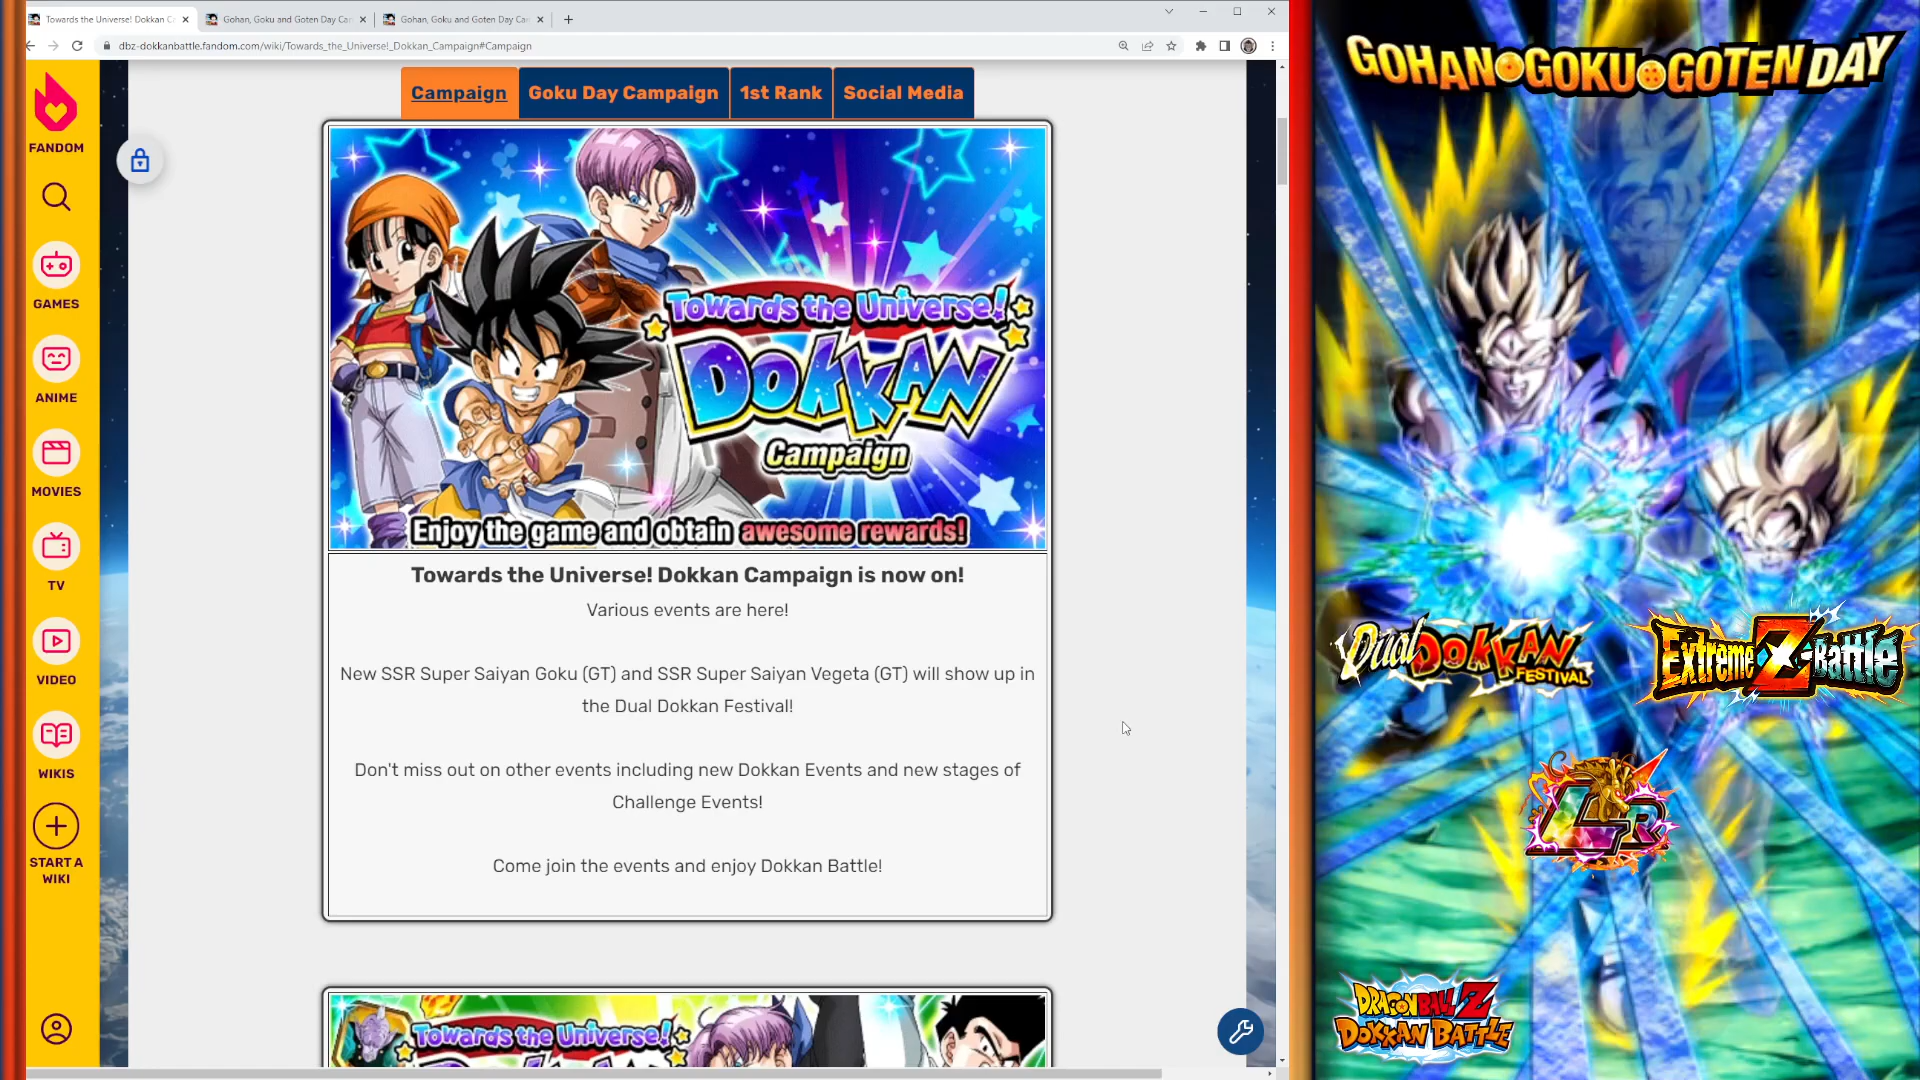 Towards the Universe! Dokkan C
Gohan, Goku and Goten Day Ca
Gohan, Goku and Goten Day Ca
dbz-dokkanbattle.fandom.com/wiki/Towards_the_Universe!_Dokkan_Campaign#Campaign
FANDOM
GAMES
ANIME
MOVIES
TV
VIDEO
WIKIS
START A
WIKI
Campaign
Goku Day Campaign
1st Rank
Social Media
Towards the Universe!
DOKKAN
Campaign
Enjoy the game and obtain awesome rewards!
Towards the Universe! Dokkan Campaign is now on!
Various events are here!
New SSR Super Saiyan Goku (GT) and SSR Super Saiyan Vegeta (GT) will show up in
the Dual Dokkan Festival!
Don't miss out on other events including new Dokkan Events and new stages of
Challenge Events!
Come join the events and enjoy Dokkan Battle!
Towards the Universe!
GOHAN GOKU GOTEN DAY
Dual DOKKAN
FESTIVAL
Extreme Z-Battle
LR
DRAGON BALL Z
DOKKAN BATTLE